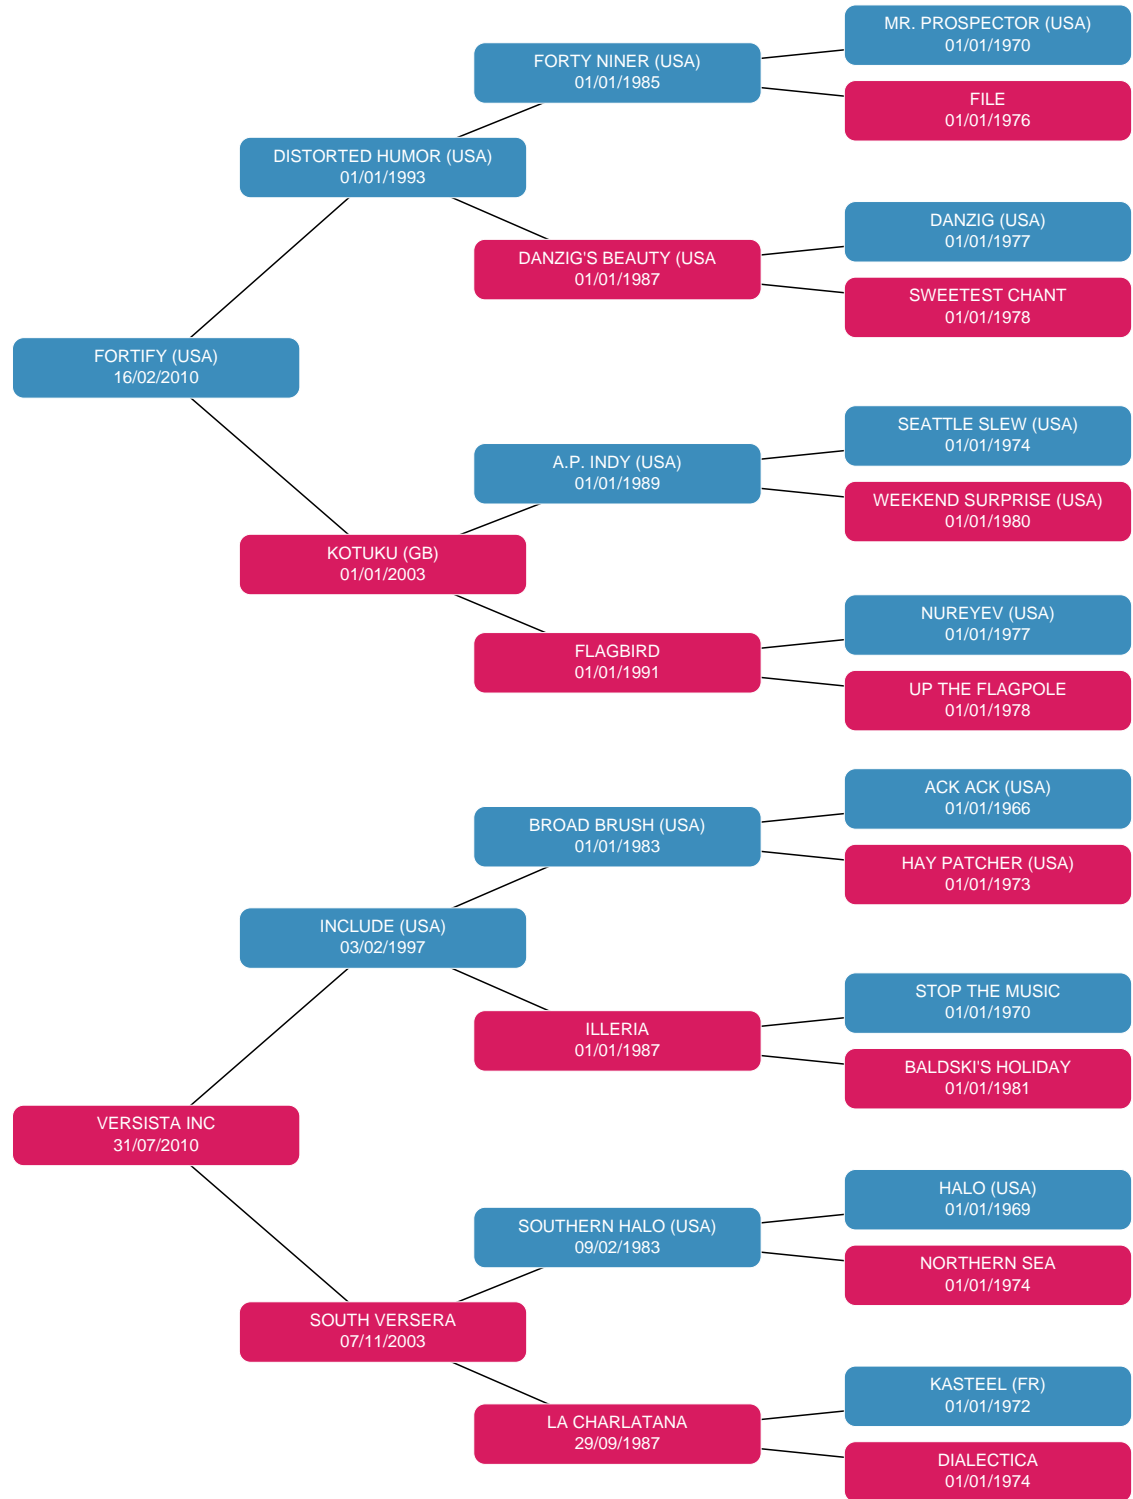 MR. PROSPECTOR (USA)
01/01/1970
FORTY NINER (USA)
01/01/1985
FILE
01/01/1976
DISTORTED HUMOR (USA)
01/01/1993
DANZIG (USA)
01/01/1977
DANZIG'S BEAUTY (USA
01/01/1987
SWEETEST CHANT
01/01/1978
FORTIFY (USA)
16/02/2010
SEATTLE SLEW (USA)
01/01/1974
A.P. INDY (USA)
01/01/1989
WEEKEND SURPRISE (USA)
01/01/1980
KOTUKU (GB)
01/01/2003
NUREYEV (USA)
01/01/1977
FLAGBIRD
01/01/1991
UP THE FLAGPOLE
01/01/1978
ACK ACK (USA)
01/01/1966
BROAD BRUSH (USA)
01/01/1983
HAY PATCHER (USA)
01/01/1973
INCLUDE (USA)
03/02/1997
STOP THE MUSIC
01/01/1970
ILLERIA
01/01/1987
BALDSKI'S HOLIDAY
01/01/1981
VERSISTA INC
31/07/2010
HALO (USA)
01/01/1969
SOUTHERN HALO (USA)
09/02/1983
NORTHERN SEA
01/01/1974
SOUTH VERSERA
07/11/2003
KASTEEL (FR)
01/01/1972
LA CHARLATANA
29/09/1987
DIALECTICA
01/01/1974